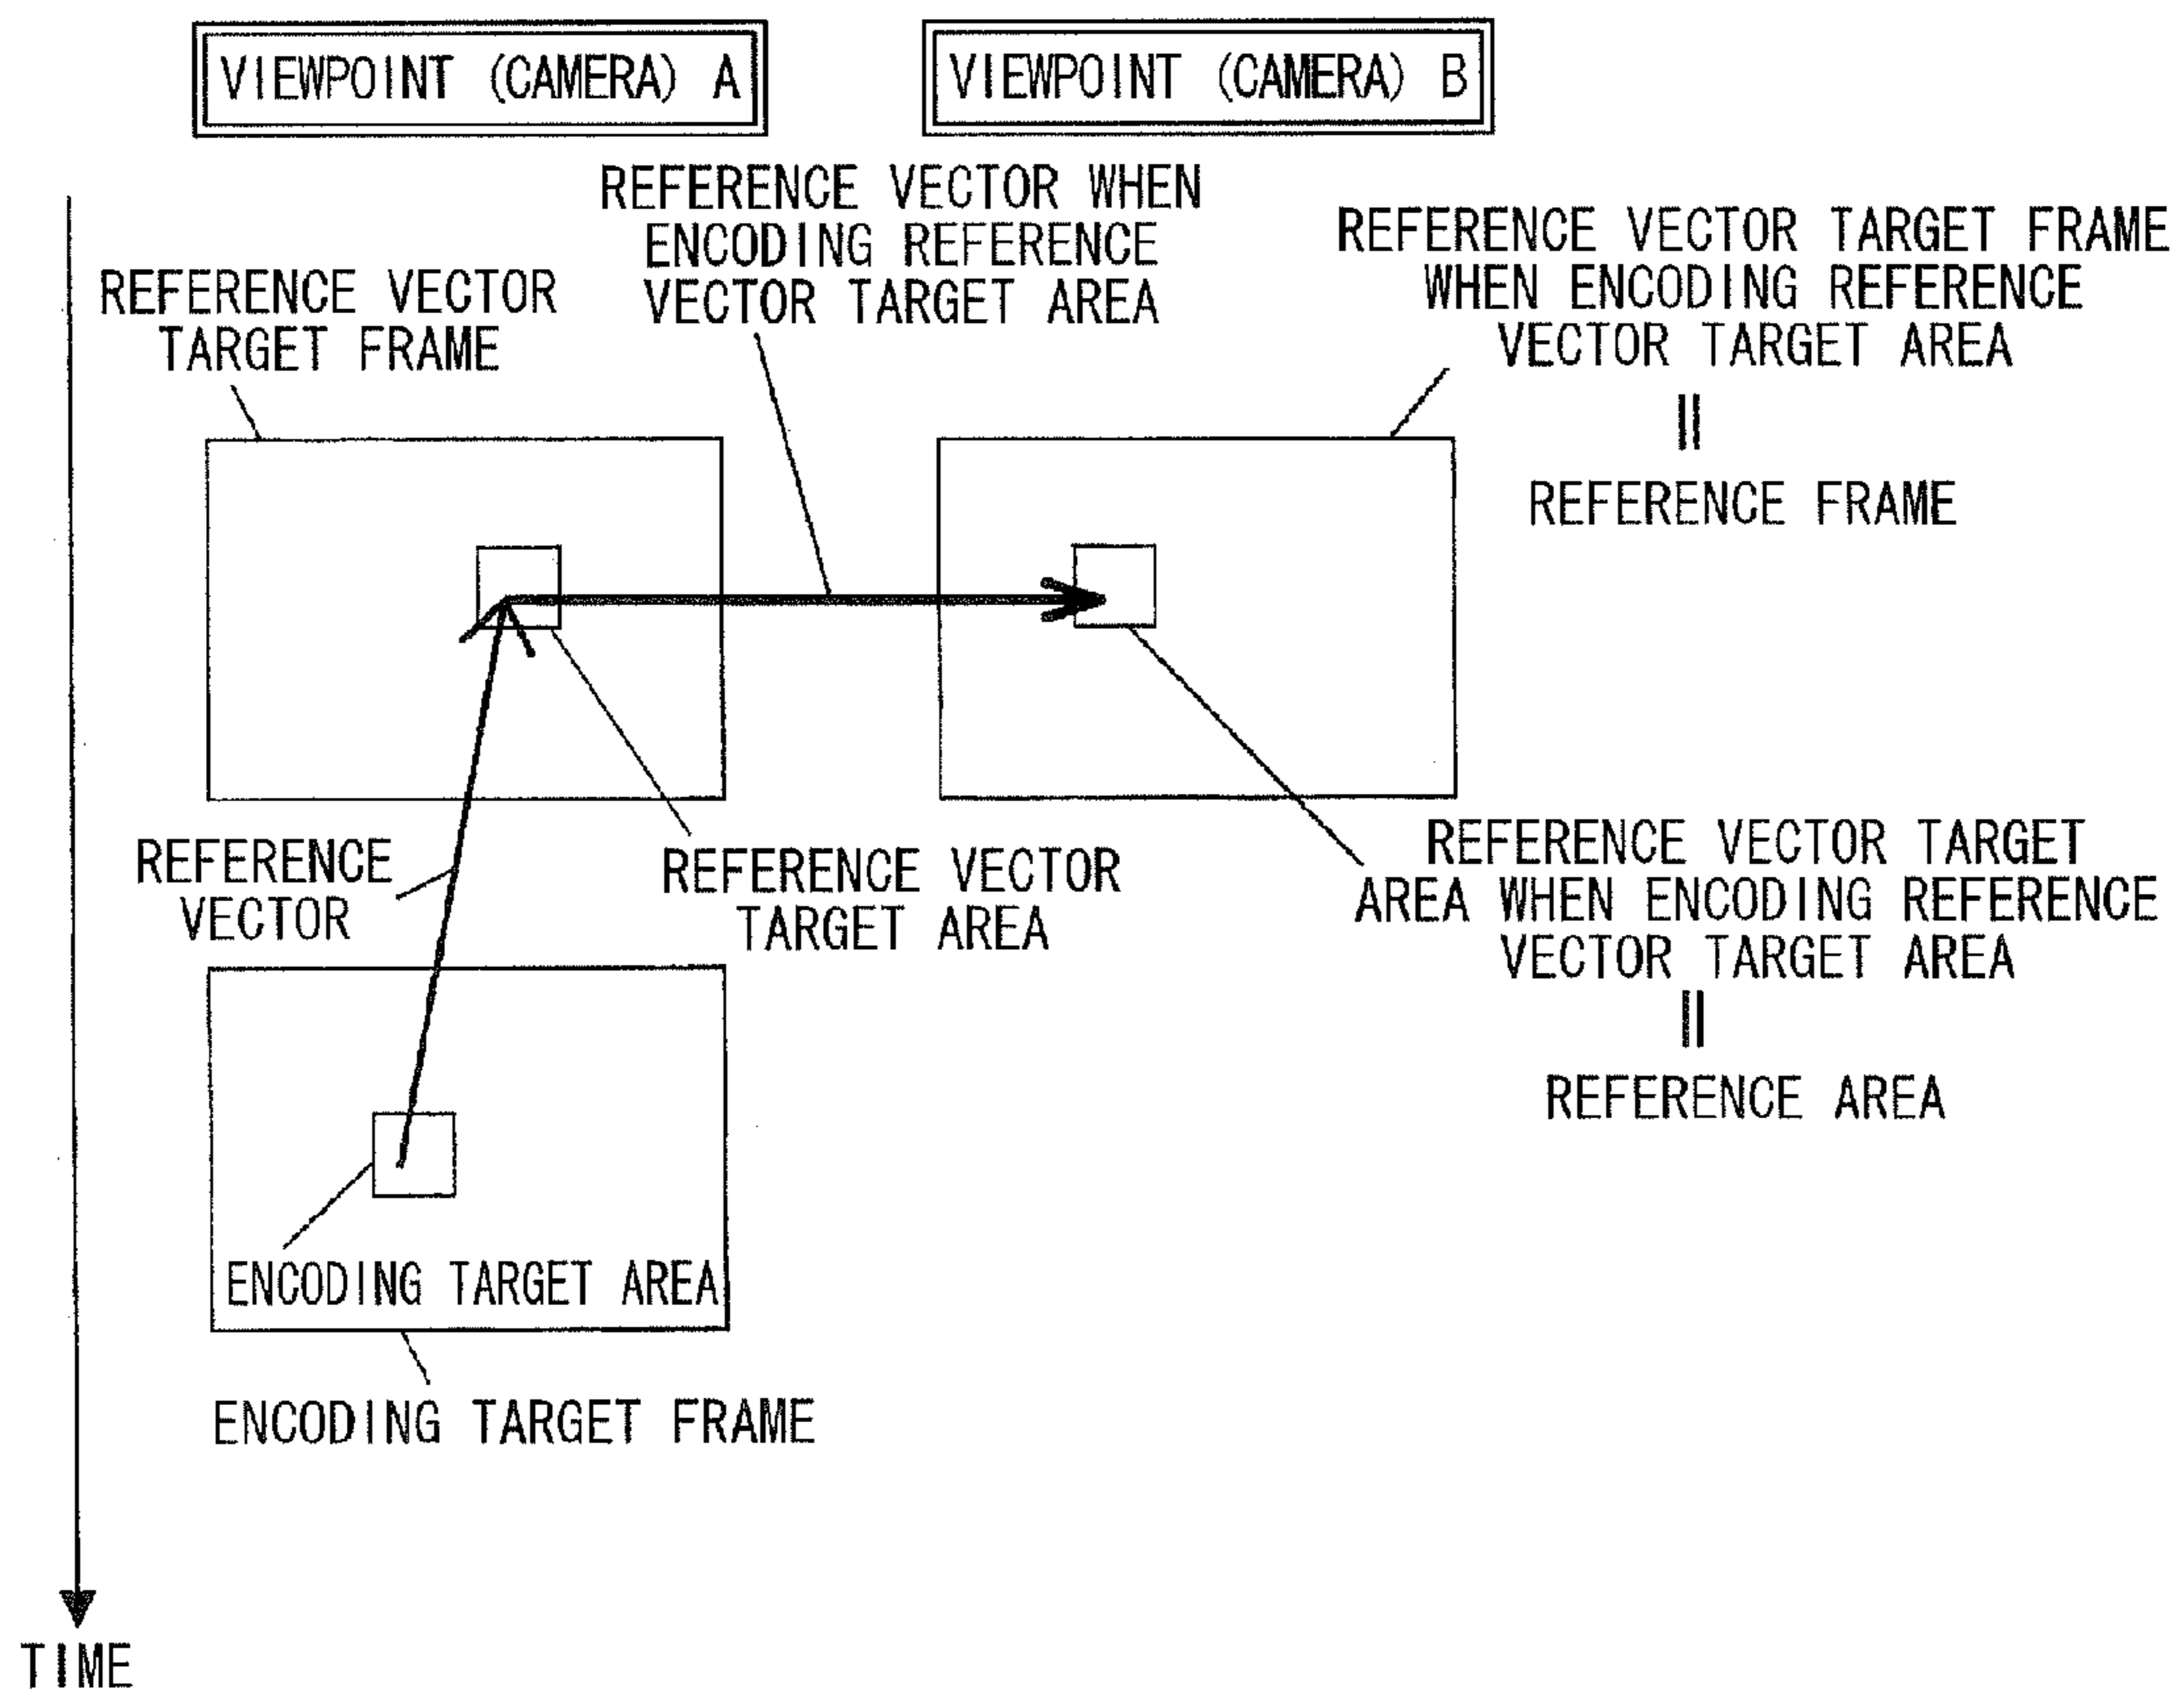 VIEWPOINT (CAMERA) A
VIEWPOINT (CAMERA) B
REFERENCE VECTOR WHEN
ENCODING REFERENCE
VECTOR TARGET AREA
REFERENCE VECTOR TARGET FRAME
WHEN ENCODING REFERENCE
VECTOR TARGET AREA
||
REFERENCE FRAME
REFERENCE VECTOR
TARGET FRAME
REFERENCE
VECTOR
REFERENCE VECTOR
TARGET AREA
REFERENCE VECTOR TARGET
AREA WHEN ENCODING REFERENCE
VECTOR TARGET AREA
||
REFERENCE AREA
ENCODING TARGET AREA
ENCODING TARGET FRAME
TIME